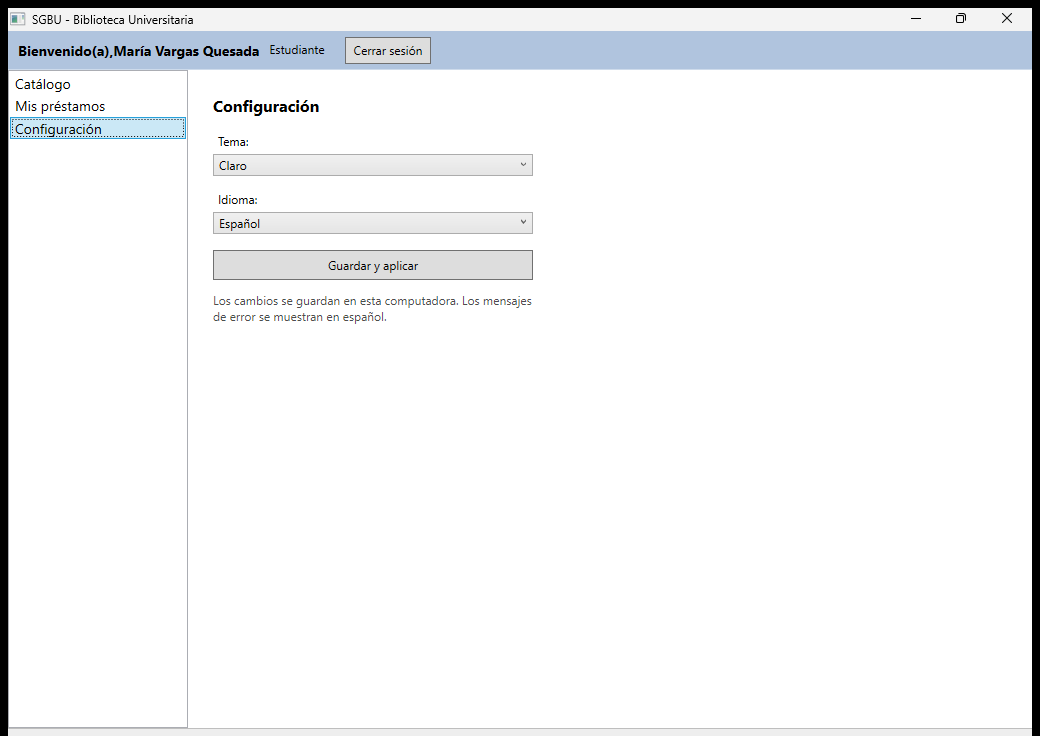 SGBU - Biblioteca Universitaria
Bienvenido(a),María Vargas Quesada Estudiante Cerrar sesión
Catálogo
Mis préstamos
Configuración
Configuración
Tema:
Claro
Idioma:
Español
Guardar y aplicar
Los cambios se guardan en esta computadora. Los mensajes
de error se muestran en español.